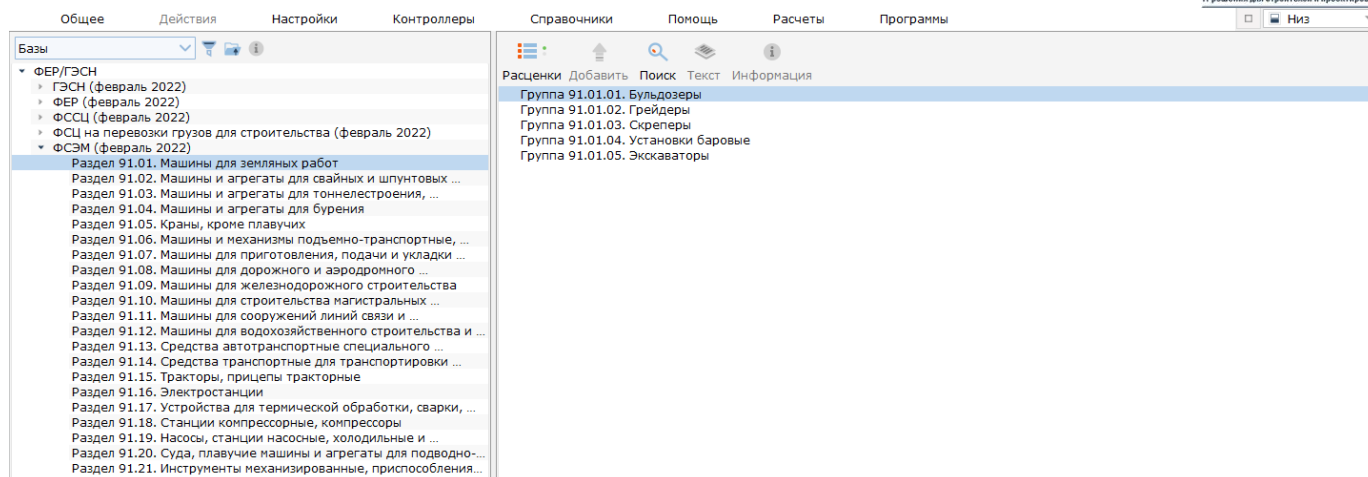 Общее Действия Настройки Контроллеры Справочники Помощь Расчеты Программы
Низ
Базы
ФЕР/ГЭСН
ГЭСН (февраль 2022)
ФЕР (февраль 2022)
ФССЦ (февраль 2022)
ФСЦ на перевозки грузов для строительства (февраль 2022)
ФСЭМ (февраль 2022)
Раздел 91.01. Машины для земляных работ
Раздел 91.02. Машины и агрегаты для свайных и шпунтовых ...
Раздел 91.03. Машины и агрегаты для тоннелестроения, ...
Раздел 91.04. Машины и агрегаты для бурения
Раздел 91.05. Краны, кроме плавучих
Раздел 91.06. Машины и механизмы подъемно-транспортные, ...
Раздел 91.07. Машины для приготовления, подачи и укладки ...
Раздел 91.08. Машины для дорожного и аэродромного ...
Раздел 91.09. Машины для железнодорожного строительства
Раздел 91.10. Машины для строительства магистральных ...
Раздел 91.11. Машины для сооружений линий связи и ...
Раздел 91.12. Машины для водохозяйственного строительства и ...
Раздел 91.13. Средства автотранспортные специального ...
Раздел 91.14. Средства транспортные для транспортировки ...
Раздел 91.15. Тракторы, прицепы тракторные
Раздел 91.16. Электростанции
Раздел 91.17. Устройства для термической обработки, сварки, ...
Раздел 91.18. Станции компрессорные, компрессоры
Раздел 91.19. Насосы, станции насосные, холодильные и ...
Раздел 91.20. Суда, плавучие машины и агрегаты для подводно-...
Раздел 91.21. Инструменты механизированные, приспособления...
Расценки Добавить Поиск Текст Информация
Группа 91.01.01. Бульдозеры
Группа 91.01.02. Грейдеры
Группа 91.01.03. Скреперы
Группа 91.01.04. Установки баровые
Группа 91.01.05. Экскаваторы